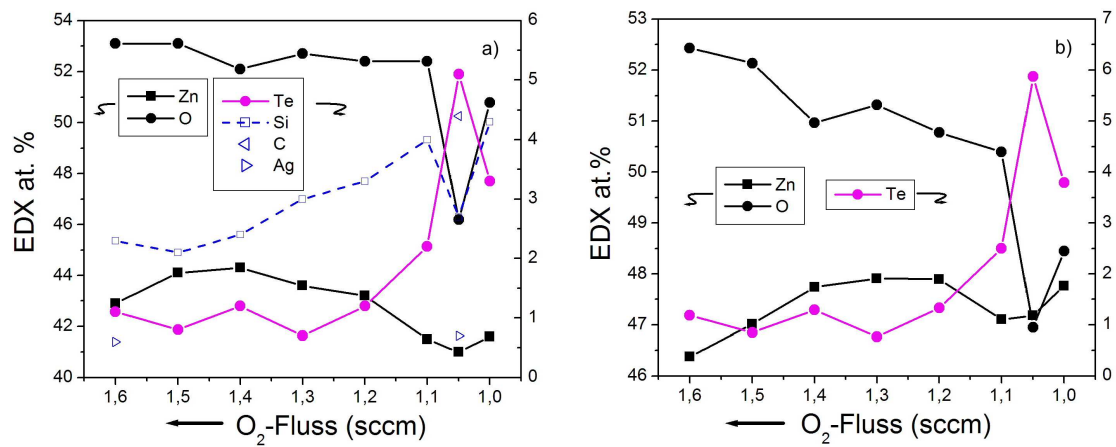 a)
EDX at. %
54
52
50
48
46
44
42
40
6
5
4
3
2
1
0
Zn
O
Te
Si
C
Ag
1,6 1,5 1,4 1,3 1,2 1,1 1,0
O₂-Fluss (sccm)
b)
EDX at.%
53
52
51
50
49
48
47
46
7
6
5
4
3
2
1
0
Zn
O
Te
1,6 1,5 1,4 1,3 1,2 1,1 1,0
O₂-Fluss (sccm)